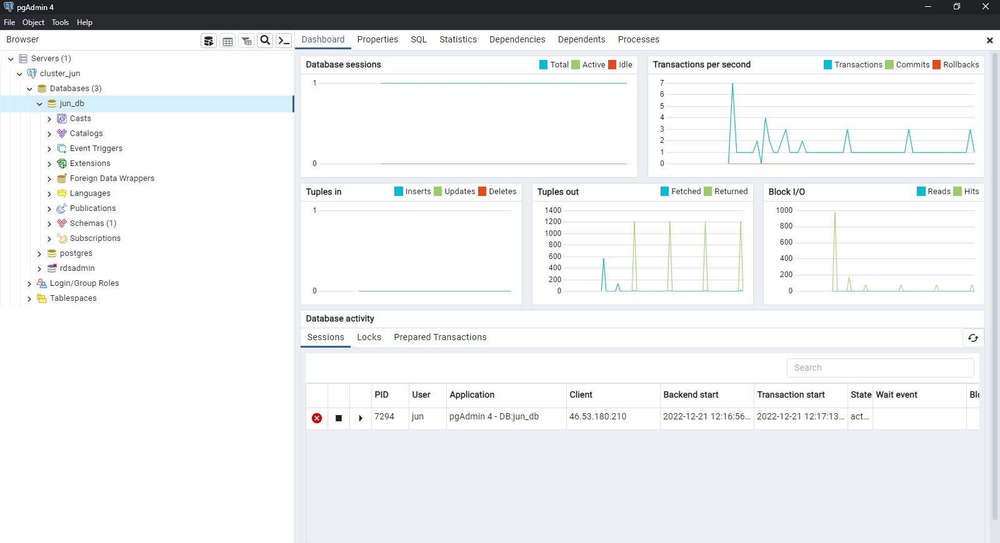 pgAdmin 4
File Object Tools Help
Browser
Dashboard Properties SQL Statistics Dependencies Dependents Processes
Servers (1)
cluster_jun
Databases (3)
jun_db
Casts
Catalogs
Event Triggers
Extensions
Foreign Data Wrappers
Languages
Publications
Schemas (1)
Subscriptions
postgres
rdsadmin
Login/Group Roles
Tablespaces
Database sessions Total Active Idle
1
0
Transactions per second Transactions Commits Rollbacks
7
6
5
4
3
2
1
0
Tuples in Inserts Updates Deletes
1
0
Tuples out Fetched Returned
1400
1200
1000
800
600
400
200
0
Block I/O Reads Hits
1000
800
600
400
200
0
Database activity
Sessions Locks Prepared Transactions
Search
PID User Application Client Backend start Transaction start State Wait event Blo
7294 jun pgAdmin 4 - DB:jun_db 46.53.180.210 2022-12-21 12:16:56... 2022-12-21 12:17:13... act...